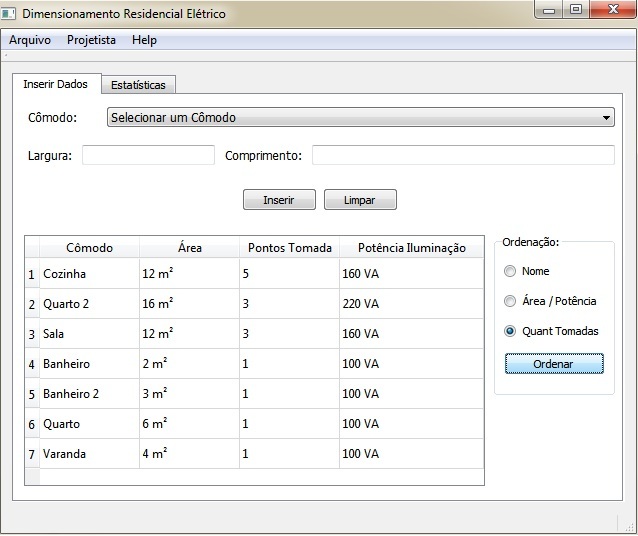 Dimensionamento Residencial Elétrico
Arquivo Projetista Help
Inserir Dados Estatísticas
Cômodo: Selecionar um Cômodo
Largura: Comprimento:
Inserir Limpar
Cômodo Área Pontos Tomada Potência Iluminação
1 Cozinha 12 m² 5 160 VA
2 Quarto 2 16 m² 3 220 VA
3 Sala 12 m² 3 160 VA
4 Banheiro 2 m² 1 100 VA
5 Banheiro 2 3 m² 1 100 VA
6 Quarto 6 m² 1 100 VA
7 Varanda 4 m² 1 100 VA
Ordenação:
Nome
Área / Potência
Quant Tomadas
Ordenar